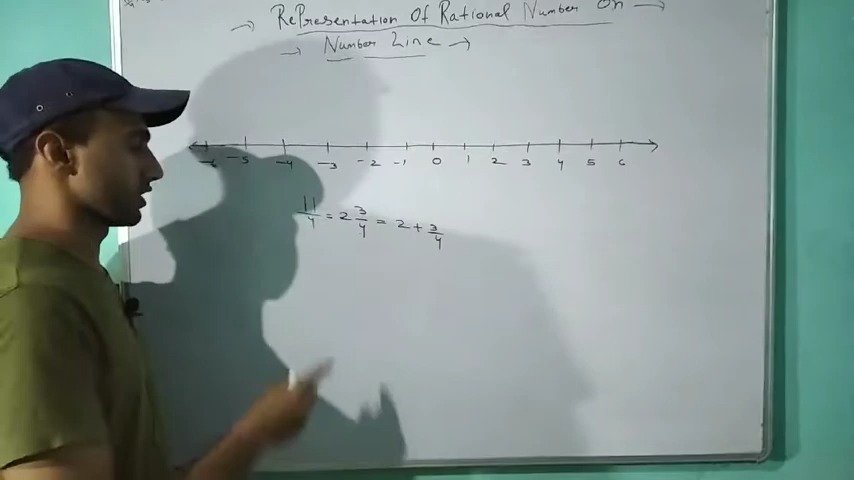 → RePresentation Of Rational Number On →
→ Number Line →
-6 -5 -4 -3 -2 -1 0 1 2 3 4 5 6
11/4 = 2 3/4 = 2 + 3/4